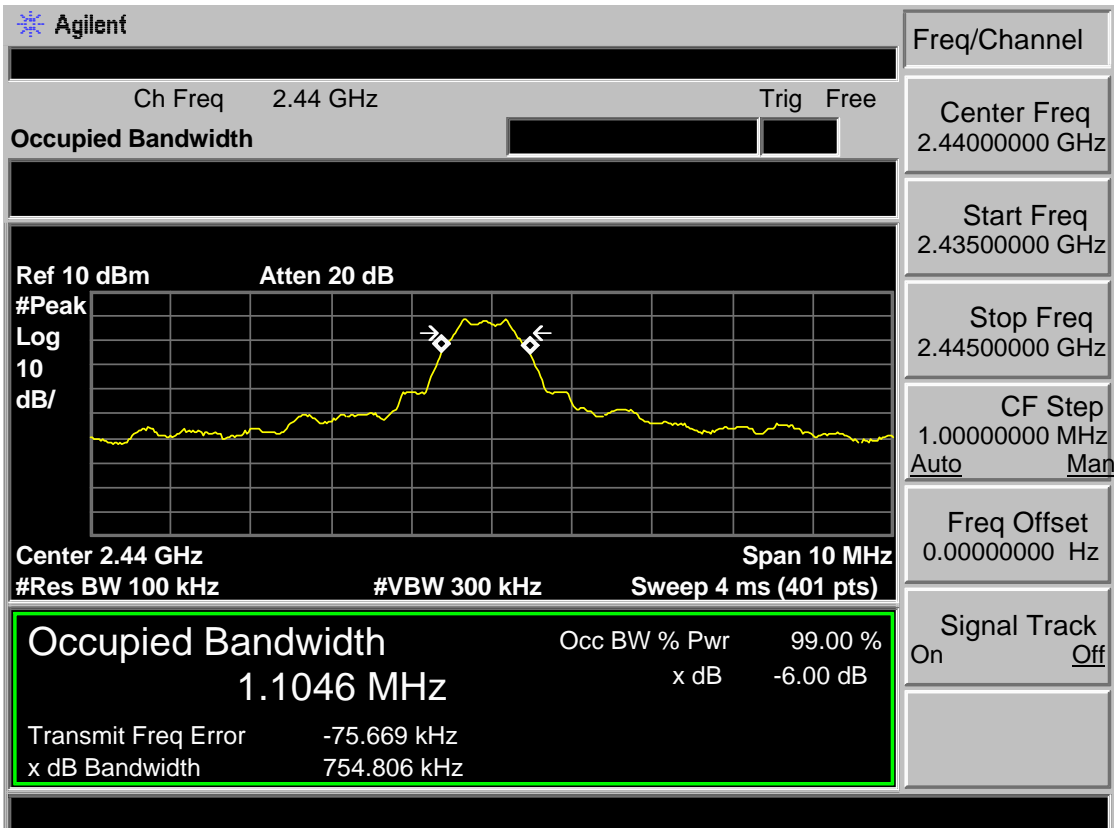 Agilent
Freq/Channel
Ch Freq 2.44 GHz Trig Free
Occupied Bandwidth
Center Freq
2.44000000 GHz
Start Freq
2.43500000 GHz
Stop Freq
2.44500000 GHz
CF Step
1.00000000 MHz
Auto Man
Freq Offset
0.00000000 Hz
Signal Track
On Off
Ref 10 dBm Atten 20 dB
#Peak
Log
10
dB/
Center 2.44 GHz Span 10 MHz
#Res BW 100 kHz #VBW 300 kHz Sweep 4 ms (401 pts)
Occupied Bandwidth Occ BW % Pwr 99.00 %
1.1046 MHz x dB -6.00 dB
Transmit Freq Error -75.669 kHz
x dB Bandwidth 754.806 kHz